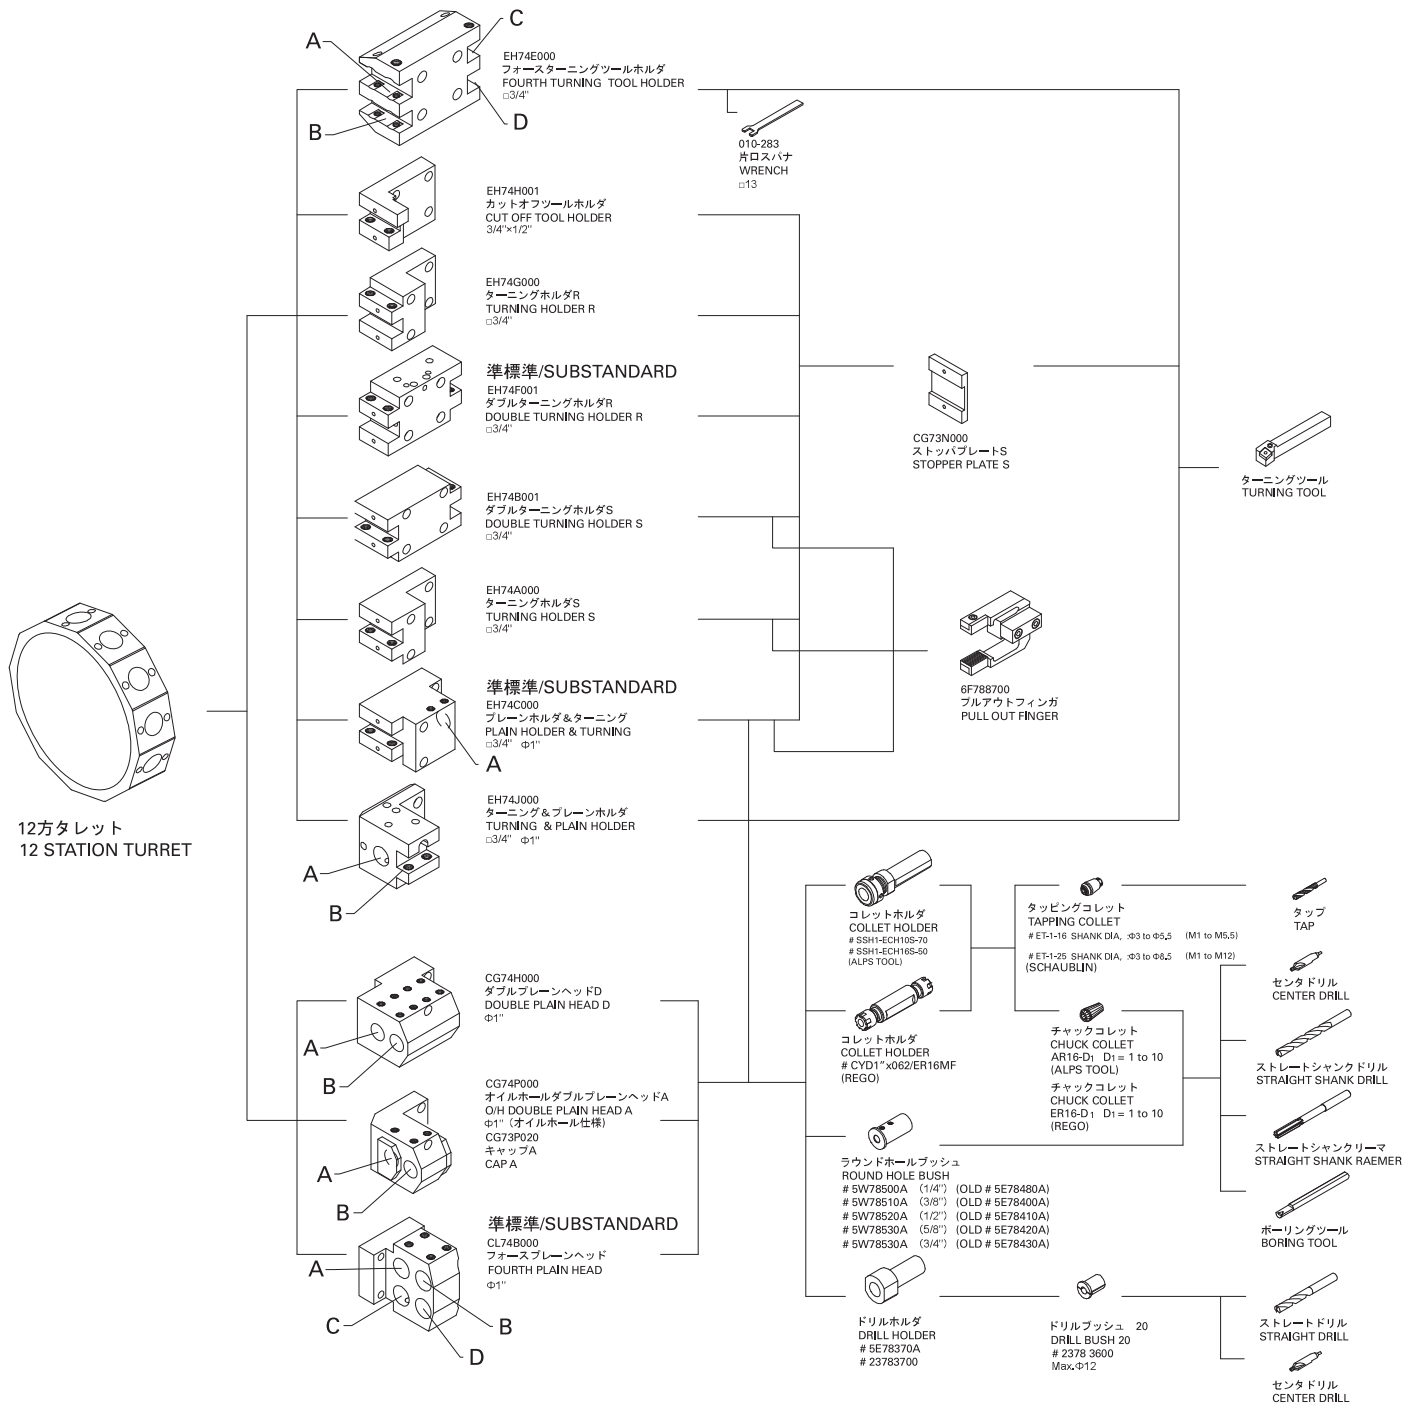 A
C
B
D
EH74E000
フォースターニングツールホルダ
FOURTH TURNING TOOL HOLDER
□3/4"
010-283
片口スパナ
WRENCH
□13
EH74H001
カットオフツールホルダ
CUT OFF TOOL HOLDER
3/4"×1/2"
EH74G000
ターニングホルダR
TURNING HOLDER R
□3/4"
準標準/SUBSTANDARD
EH74F001
ダブルターニングホルダR
DOUBLE TURNING HOLDER R
□3/4"
CG73N000
ストッパプレートS
STOPPER PLATE S
ターニングツール
TURNING TOOL
EH74B001
ダブルターニングホルダS
DOUBLE TURNING HOLDER S
□3/4"
EH74A000
ターニングホルダS
TURNING HOLDER S
□3/4"
6F788700
プルアウトフィンガ
PULL OUT FINGER
準標準/SUBSTANDARD
EH74C000
プレーンホルダ＆ターニング
PLAIN HOLDER & TURNING
□3/4" Φ1"
A
EH74J000
ターニング＆プレーンホルダ
TURNING & PLAIN HOLDER
□3/4" Φ1"
A
B
12方タレット
12 STATION TURRET
CG74H000
ダブルプレーンヘッドD
DOUBLE PLAIN HEAD D
Φ1"
A
B
CG74P000
オイルホールダブルプレーンヘッドA
O/H DOUBLE PLAIN HEAD A
Φ1" (オイルホール仕様)
CG73P020
キャップA
CAP A
A
B
準標準/SUBSTANDARD
CL74B000
フォースプレーンヘッド
FOURTH PLAIN HEAD
Φ1"
A
C
B
D
コレットホルダ
COLLET HOLDER
# SSH1-ECH10S-70
# SSH1-ECH16S-50
(ALPS TOOL)
コレットホルダ
COLLET HOLDER
# CYD1"x062/ER16MF
(REGO)
ラウンドホールブッシュ
ROUND HOLE BUSH
# 5W78500A (1/4") (OLD # 5E78480A)
# 5W78510A (3/8") (OLD # 5E78400A)
# 5W78520A (1/2") (OLD # 5E78410A)
# 5W78530A (5/8") (OLD # 5E78420A)
# 5W78530A (3/4") (OLD # 5E78430A)
ドリルホルダ
DRILL HOLDER
# 5E78370A
# 23783700
タッピングコレット
TAPPING COLLET
# ET-1-16 SHANK DIA, :Φ3 to Φ5.5 (M1 to M5.5)
# ET-1-25 SHANK DIA, :Φ3 to Φ8.5 (M1 to M12)
(SCHAUBLIN)
チャックコレット
CHUCK COLLET
AR16-D1 D1 = 1 to 10
(ALPS TOOL)
チャックコレット
CHUCK COLLET
ER16-D1 D1 = 1 to 10
(REGO)
ドリルブッシュ 20
DRILL BUSH 20
# 2378 3600
Max.Φ12
タップ
TAP
センタドリル
CENTER DRILL
ストレートシャンクドリル
STRAIGHT SHANK DRILL
ストレートシャンクリーマ
STRAIGHT SHANK RAEMER
ボーリングツール
BORING TOOL
ストレートドリル
STRAIGHT DRILL
センタドリル
CENTER DRILL